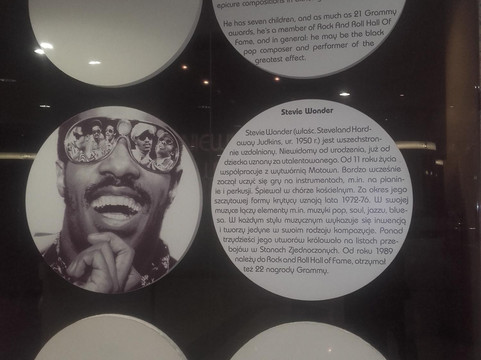 epicure compositions in
He has seven children, and as much as 21 Grammy
awards, he's a member of Rock And Roll Hall Of
Fame, and in general: he may be the black
pop composer and performer of the
greatest effect.
Stevie Wonder
Stevie Wonder (właśc. Steveland Hard-
away Judkins, ur. 1950 r.) jest wszechstron-
nie uzdolniony. Niewidomy od urodzenia, już od
dziecka uznany za utalentowanego. Od 11 roku życia
współpracuje z wytwórnią Motown. Bardzo wcześnie
zaczął uczyć się gry na instrumentach, m.in. na piani-
nie i perkusji. Śpiewał w chórze kościelnym. Za okres jego
szczytowej formy krytycy uznają lata 1972-76. W swojej
muzyce łączy elementy m.in. muzyki pop, soul, jazzu, blue-
sa. W każdym stylu muzycznym wykazuje się inwencją
i tworzy jedyne w swoim rodzaju kompozycje. Ponad
trzydzieści jego utworów królowało na listach prze-
bojów w Stanach Zjednoczonych. Od roku 1989
należy do Rock and Roll Hall of Fame, otrzymał
też 22 nagrody Grammy.